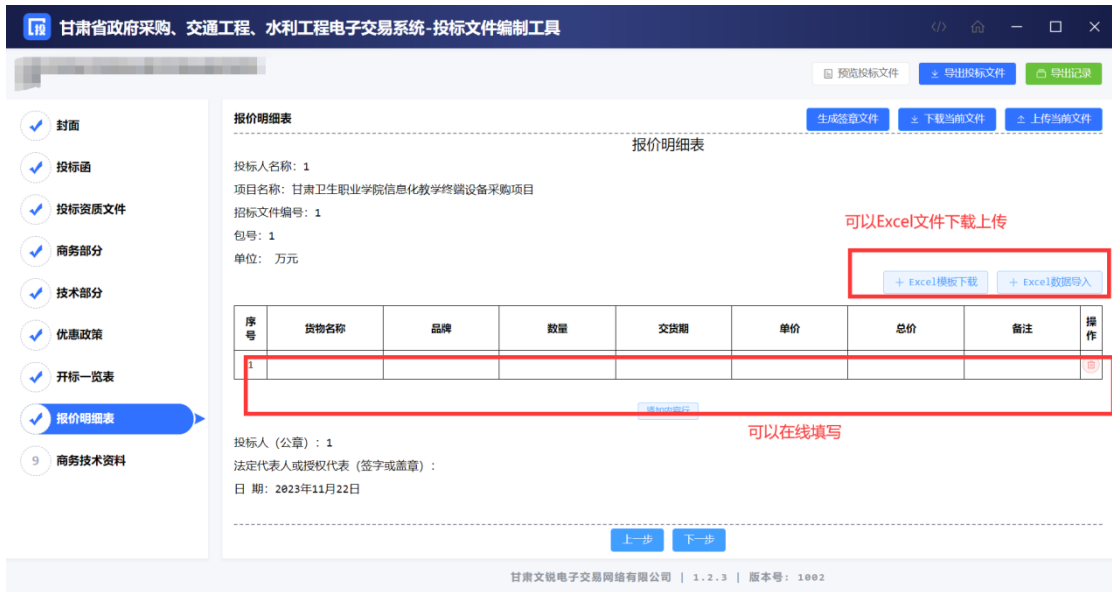 投 甘肃省政府采购、交通工程、水利工程电子交易系统-投标文件编制工具
预览投标文件 导出投标文件 导出记录
封面
投标函
投标资质文件
商务部分
技术部分
优惠政策
开标一览表
报价明细表
9 商务技术资料
报价明细表 生成签章文件 下载当前文件 上传当前文件
报价明细表
投标人名称: 1
项目名称: 甘肃卫生职业学院信息化教学终端设备采购项目
招标文件编号: 1
包号: 1
单位: 万元
可以Excel文件下载上传
+ Excel模板下载 + Excel数据导入
序号 货物名称 品牌 数量 交货期 单价 总价 备注 操作
1
可以在线填写
投标人 (公章) : 1
法定代表人或授权代表 (签字或盖章) :
日 期: 2023年11月22日
上一步 下一步
甘肃文锐电子交易网络有限公司 | 1.2.3 | 版本号: 1002